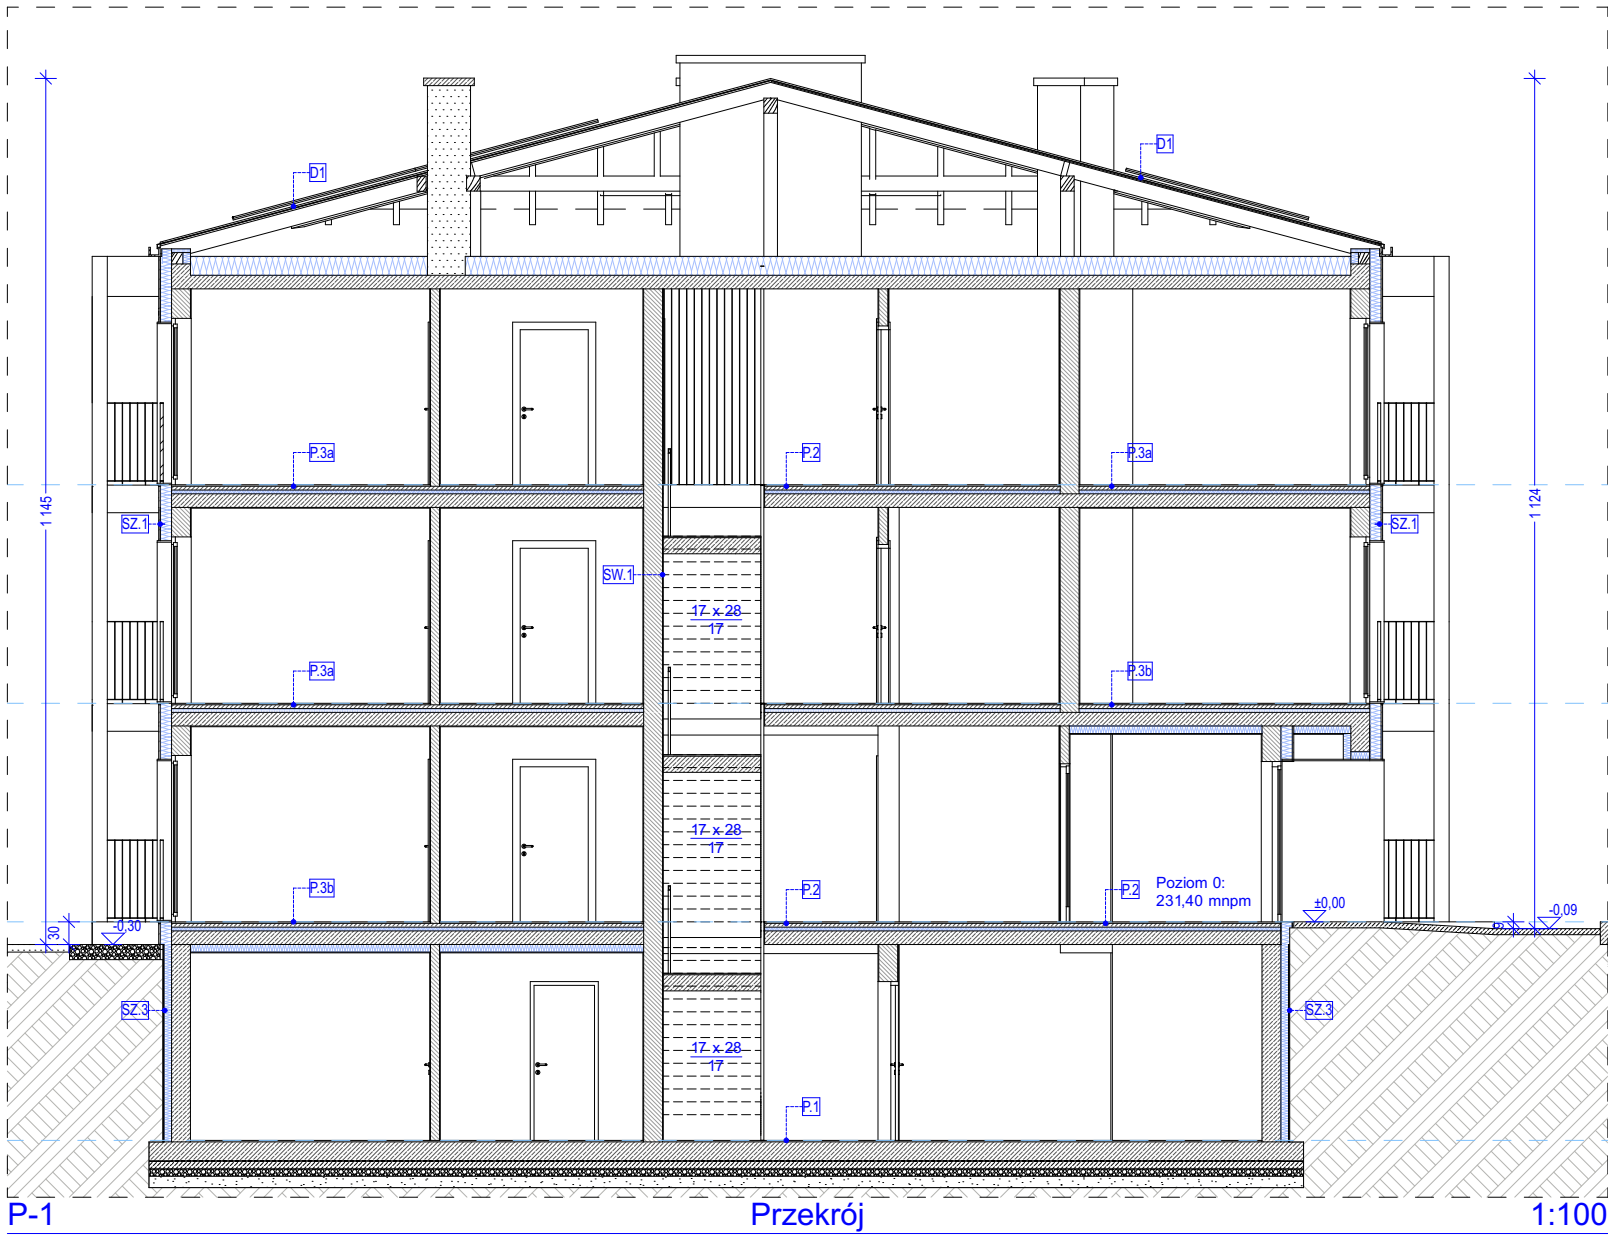 D1
D1
P.3a
P.2
P.3a
1 145
1 124
SZ.1
SZ.1
SW.1
17 x 28
17
P.3a
P.3b
17 x 28
17
P.3b
P.2
P.2
Poziom 0:
231,40 mnpm
±0,00
-0,09
9
30
-0,30
SZ.3
SZ.3
17 x 28
17
P.1
P-1
Przekrój
1:100